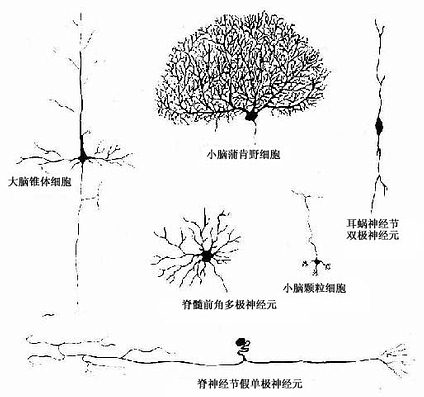 小脑蒲肯野细胞
大脑锥体细胞
耳蜗神经节
双极神经元
小脑颗粒细胞
脊髓前角多极神经元
脊神经节假单极神经元